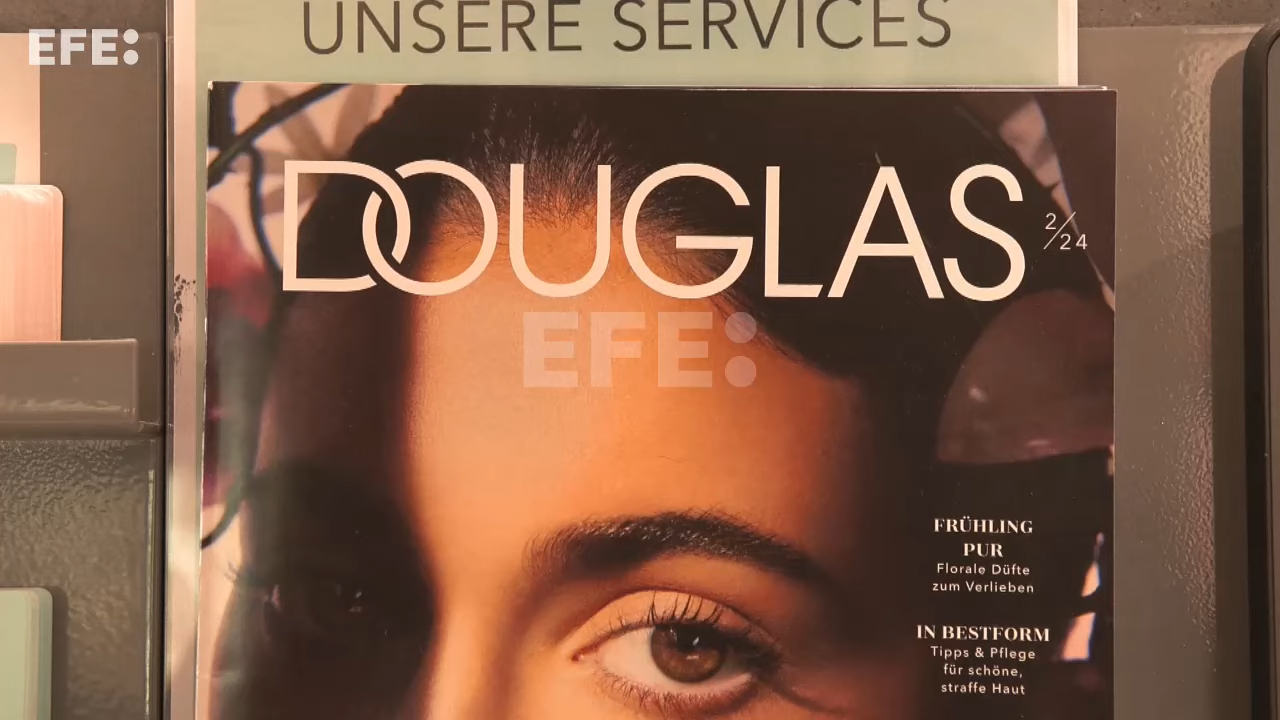 UNSERE SERVICES
EFE:
DOUGLAS
2/24
EFE:
FRÜHLING
PUR
Florale Düfte
zum Verlieben
IN BESTFORM
Tipps & Pflege
für schöne,
straffe Haut